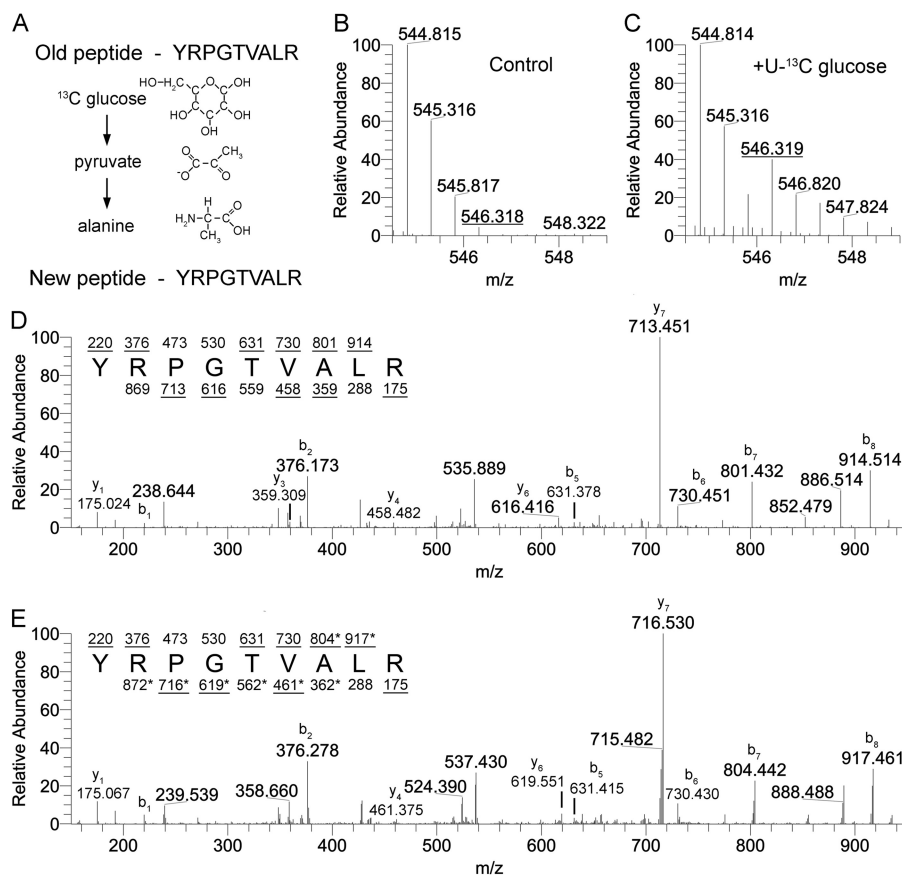 A
Old peptide - YRPGTVALR
¹³C glucose
HO-H₂C
O
OH
HO
OH
OH
pyruvate
O
CH₃
⁻O
C-C
O
alanine
H
O
H₂N-C-C
CH₃
OH
New peptide - YRPGTVALR
B
544.815
Control
545.316
545.817
546.318
548.322
100
80
60
40
20
0
Relative Abundance
546
548
m/z
C
544.814
+U-¹³C glucose
545.316
546.319
546.820
547.824
100
80
60
40
20
0
Relative Abundance
546
548
m/z
D
220 376 473 530 631 730 801 914
Y R P G T V A L R
869 713 616 559 458 359 288 175
y₇
713.451
y₁
175.024
b₁
238.644
y₃
359.309
b₂
376.173
y₄
458.482
535.889
y₆
616.416
b₅
631.378
b₆
730.451
b₇
801.432
852.479
886.514
b₈
914.514
100
80
60
40
20
0
Relative Abundance
200 300 400 500 600 700 800 900
m/z
E
220 376 473 530 631 730 804* 917*
Y R P G T V A L R
872* 716* 619* 562* 461* 362* 288 175
y₇
716.530
y₁
175.067
b₁
239.539
358.660
b₂
376.278
y₄
461.375
524.390
537.430
y₆
619.551
b₅
631.415
715.482
b₆
730.430
b₇
804.442
888.488
b₈
917.461
100
80
60
40
20
0
Relative Abundance
200 300 400 500 600 700 800 900
m/z